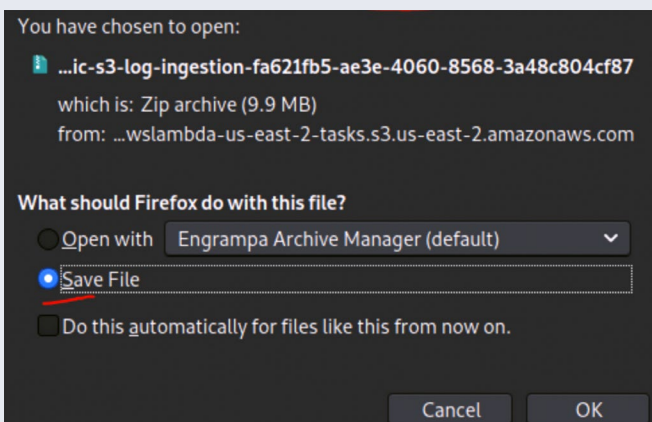 You have chosen to open:
...ic-s3-log-ingestion-fa621fb5-ae3e-4060-8568-3a48c804cf87
which is: Zip archive (9.9 MB)
from: ...wslambda-us-east-2-tasks.s3.us-east-2.amazonaws.com
What should Firefox do with this file?
Open with Engrampa Archive Manager (default)
Save File
Do this automatically for files like this from now on.
Cancel OK